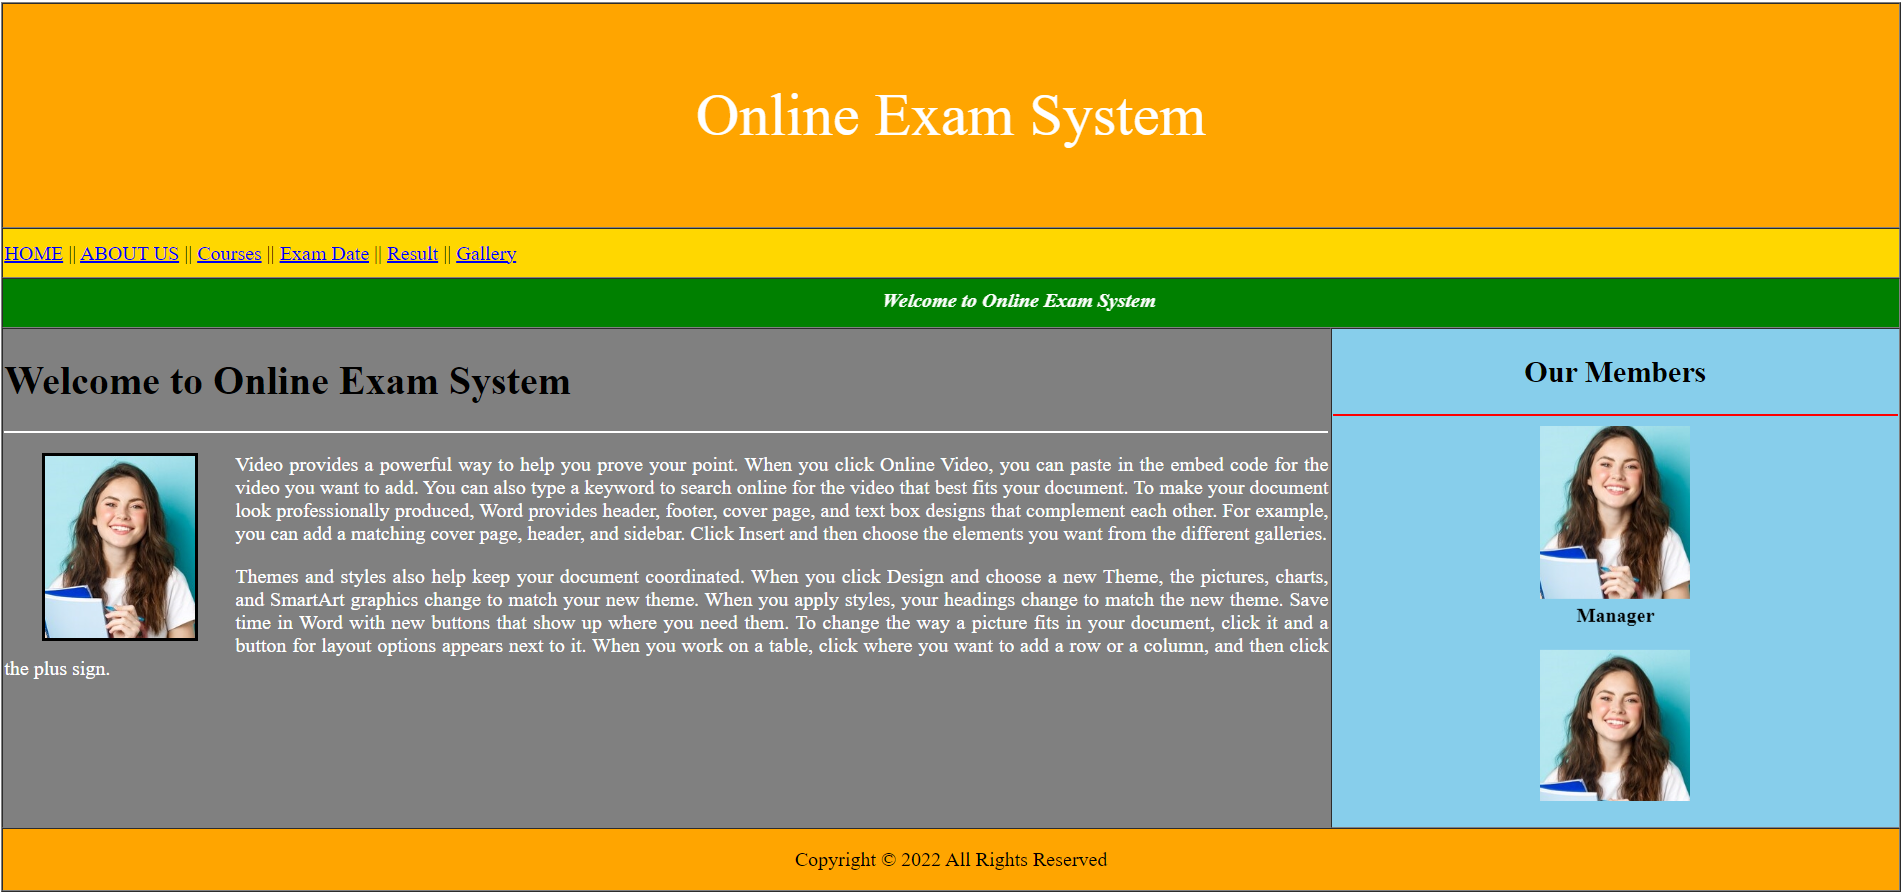 Online Exam System
HOME || ABOUT US || Courses || Exam Date || Result || Gallery
Welcome to Online Exam System
Welcome to Online Exam System
Video provides a powerful way to help you prove your point. When you click Online Video, you can paste in the embed code for the
video you want to add. You can also type a keyword to search online for the video that best fits your document. To make your document
look professionally produced, Word provides header, footer, cover page, and text box designs that complement each other. For example,
you can add a matching cover page, header, and sidebar. Click Insert and then choose the elements you want from the different galleries.
Themes and styles also help keep your document coordinated. When you click Design and choose a new Theme, the pictures, charts,
and SmartArt graphics change to match your new theme. When you apply styles, your headings change to match the new theme. Save
time in Word with new buttons that show up where you need them. To change the way a picture fits in your document, click it and a
button for layout options appears next to it. When you work on a table, click where you want to add a row or a column, and then click
the plus sign.
Our Members
Manager
Copyright © 2022 All Rights Reserved